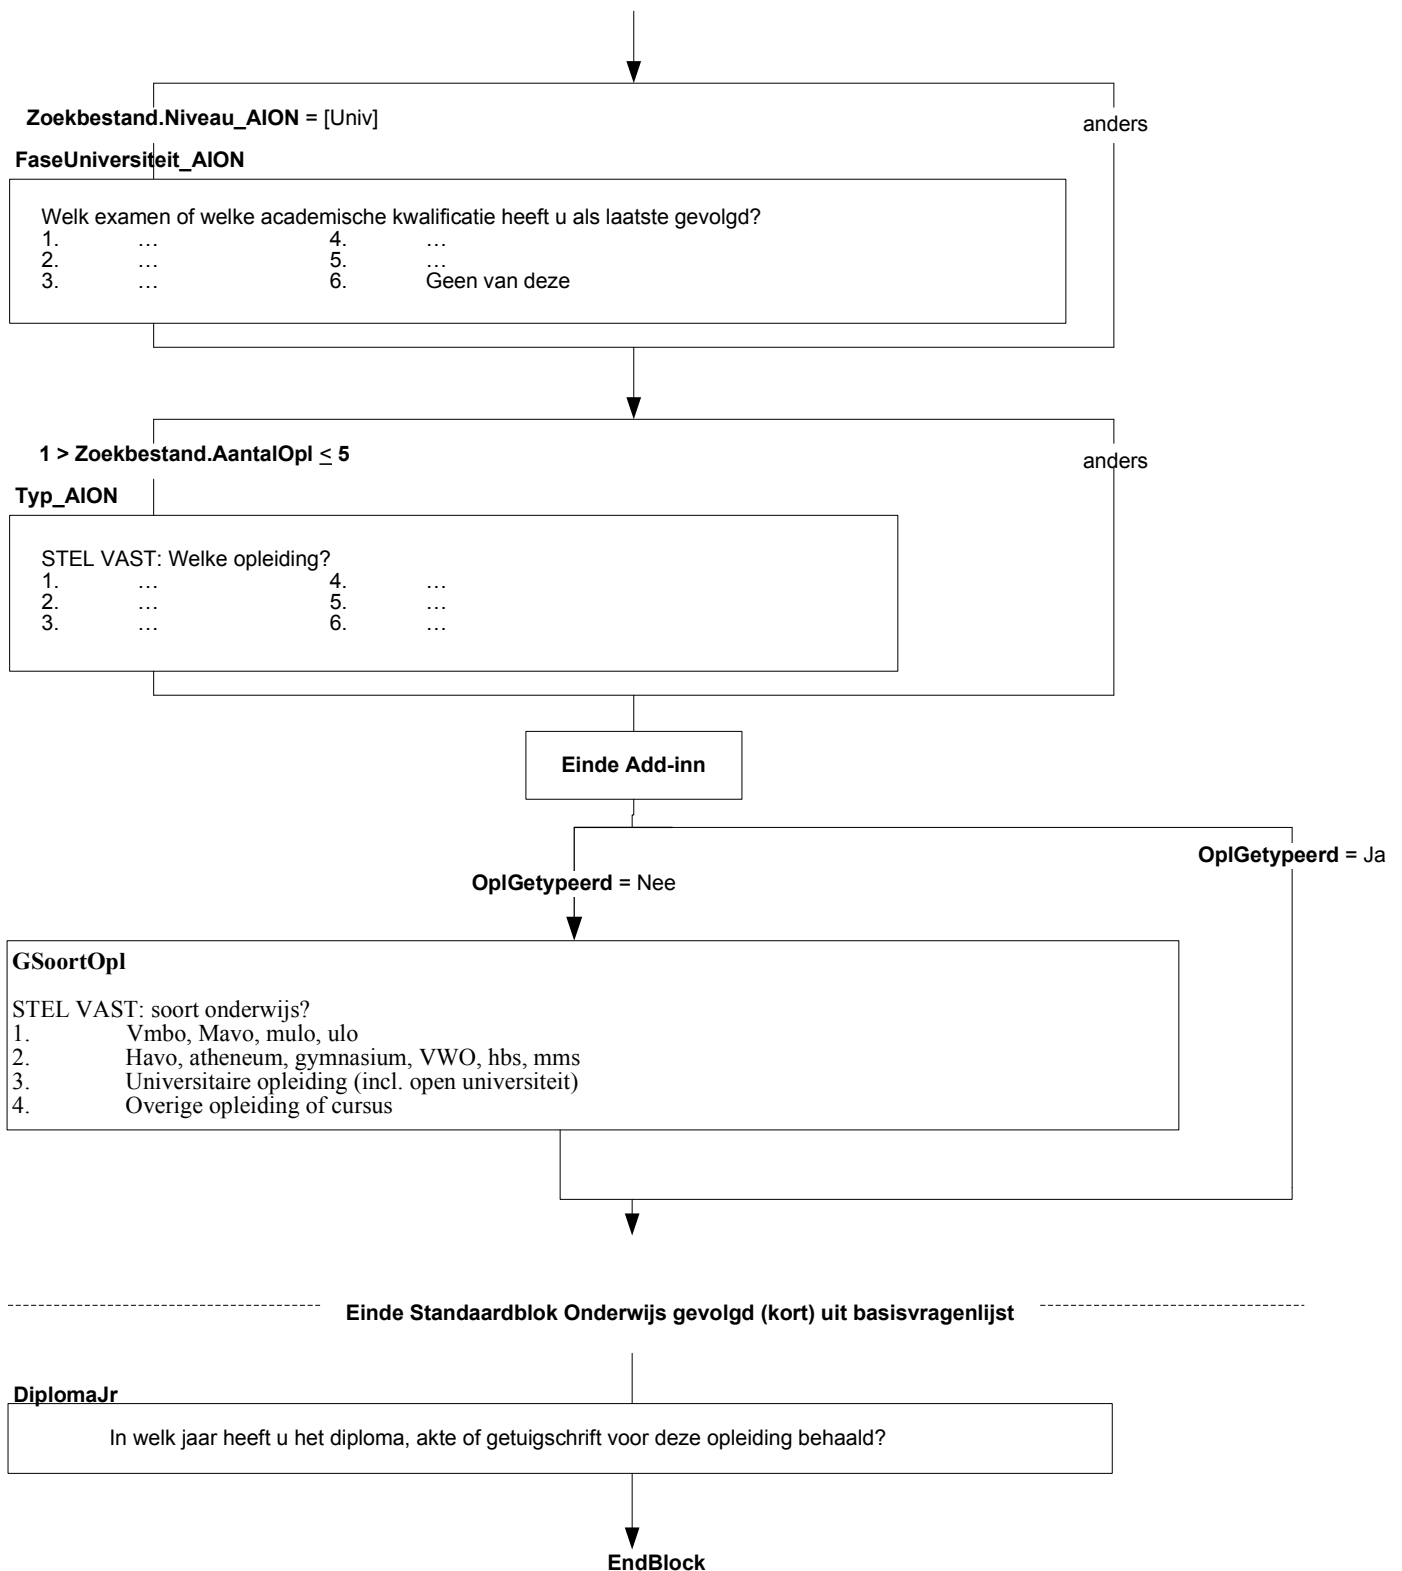 Zoekbestand.Niveau_AION = [Univ]
anders
FaseUniversiteit_AION
Welk examen of welke academische kwalificatie heeft u als laatste gevolgd?
1. … 4. …
2. … 5. …
3. … 6. Geen van deze
1 > Zoekbestand.AantalOpl ≤ 5
anders
Typ_AION
STEL VAST: Welke opleiding?
1. … 4. …
2. … 5. …
3. … 6. …
Einde Add-inn
OplGetypeerd = Ja
OplGetypeerd = Nee
GSoortOpl
STEL VAST: soort onderwijs?
1. Vmbo, Mavo, mulo, ulo
2. Havo, atheneum, gymnasium, VWO, hbs, mms
3. Universitaire opleiding (incl. open universiteit)
4. Overige opleiding of cursus
Einde Standaardblok Onderwijs gevolgd (kort) uit basisvragenlijst
DiplomaJr
In welk jaar heeft u het diploma, akte of getuigschrift voor deze opleiding behaald?
EndBlock